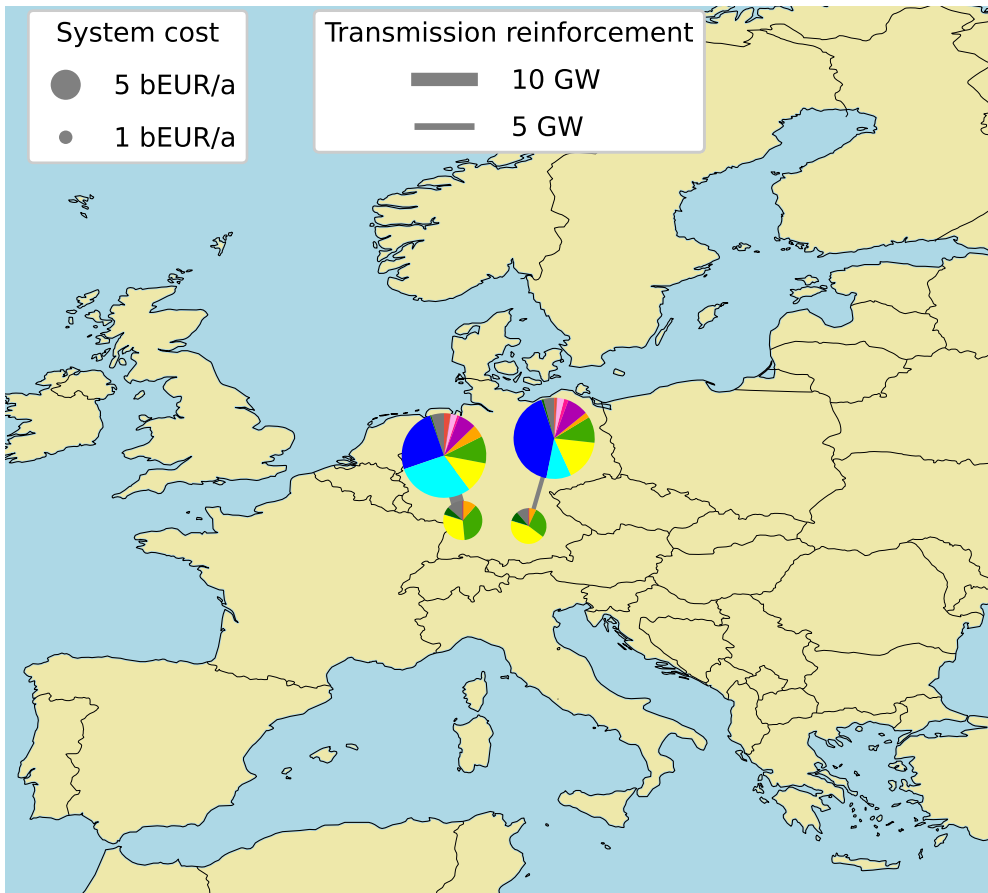 System cost
5 bEUR/a
1 bEUR/a
Transmission reinforcement
10 GW
5 GW